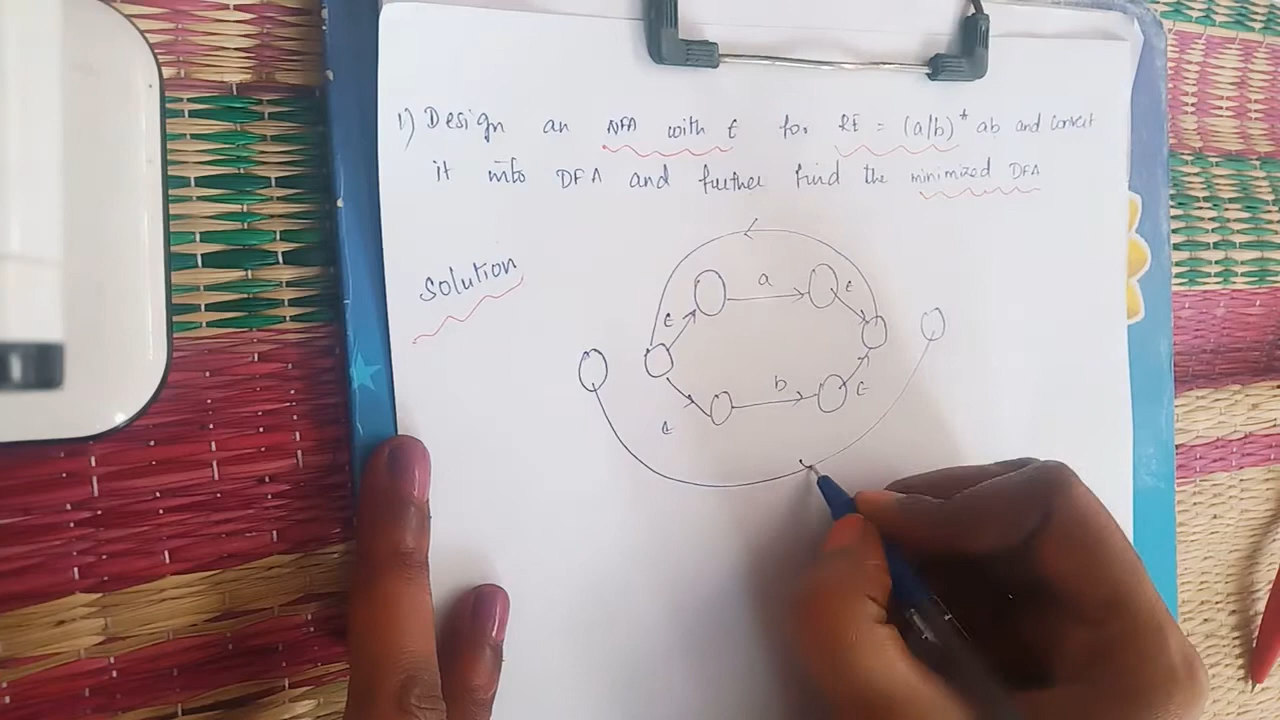 1) Design an NFA with ε for RE = (a/b)* ab and convert
it into DFA and further find the minimized DFA
Solution
a
ε
ε
b
ε
ε